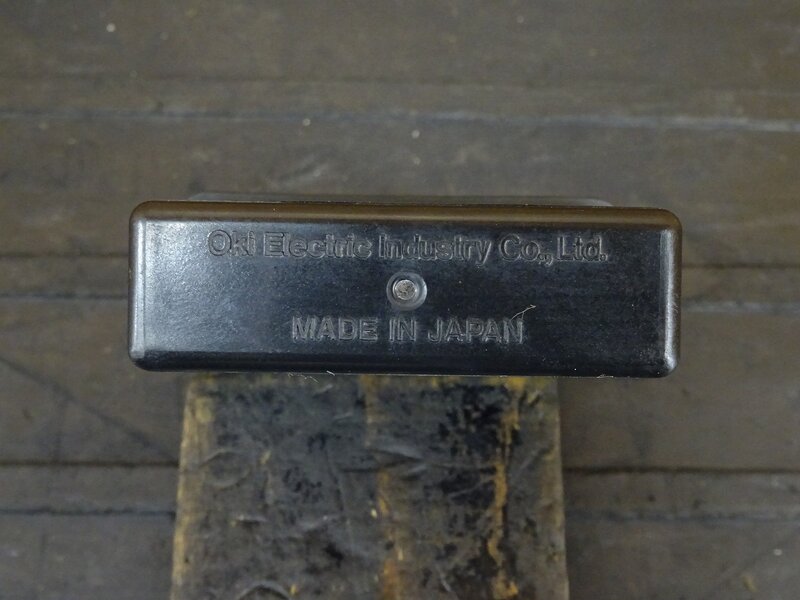 Oki Electric Industry Co., Ltd.
MADE IN JAPAN